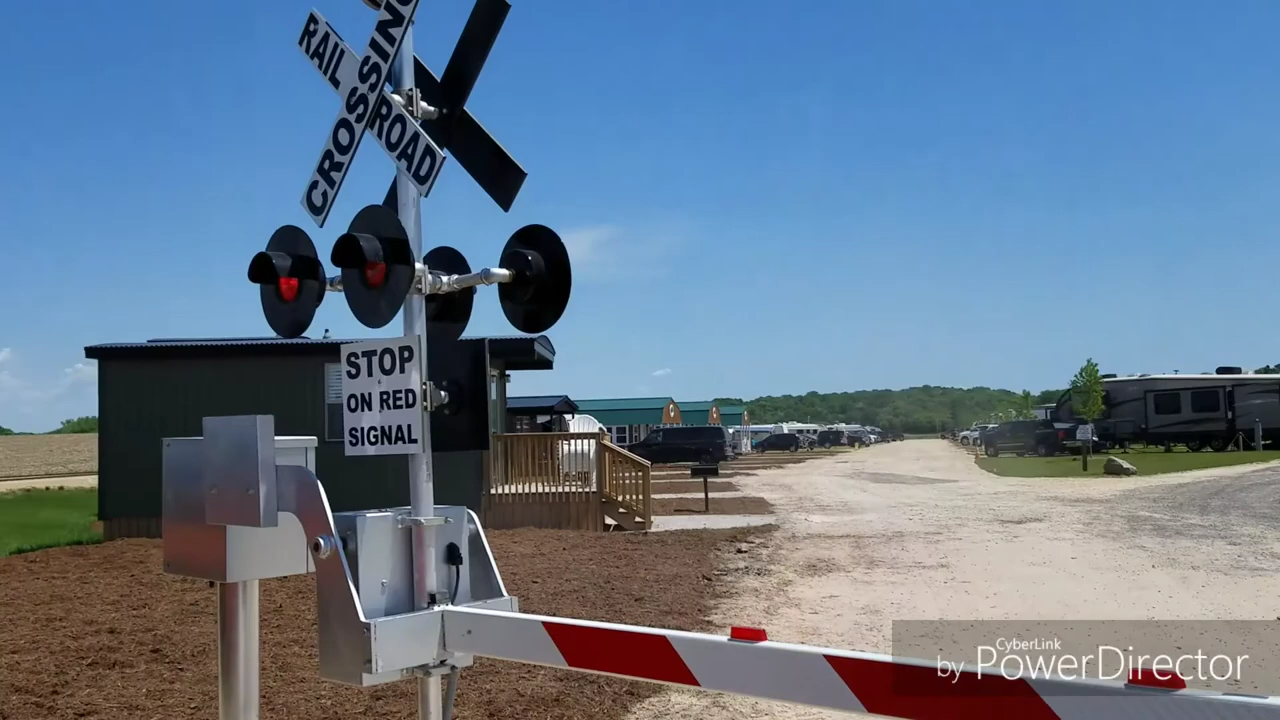 RAIL ROAD
CROSSING
STOP
ON RED
SIGNAL
CyberLink
by PowerDirector